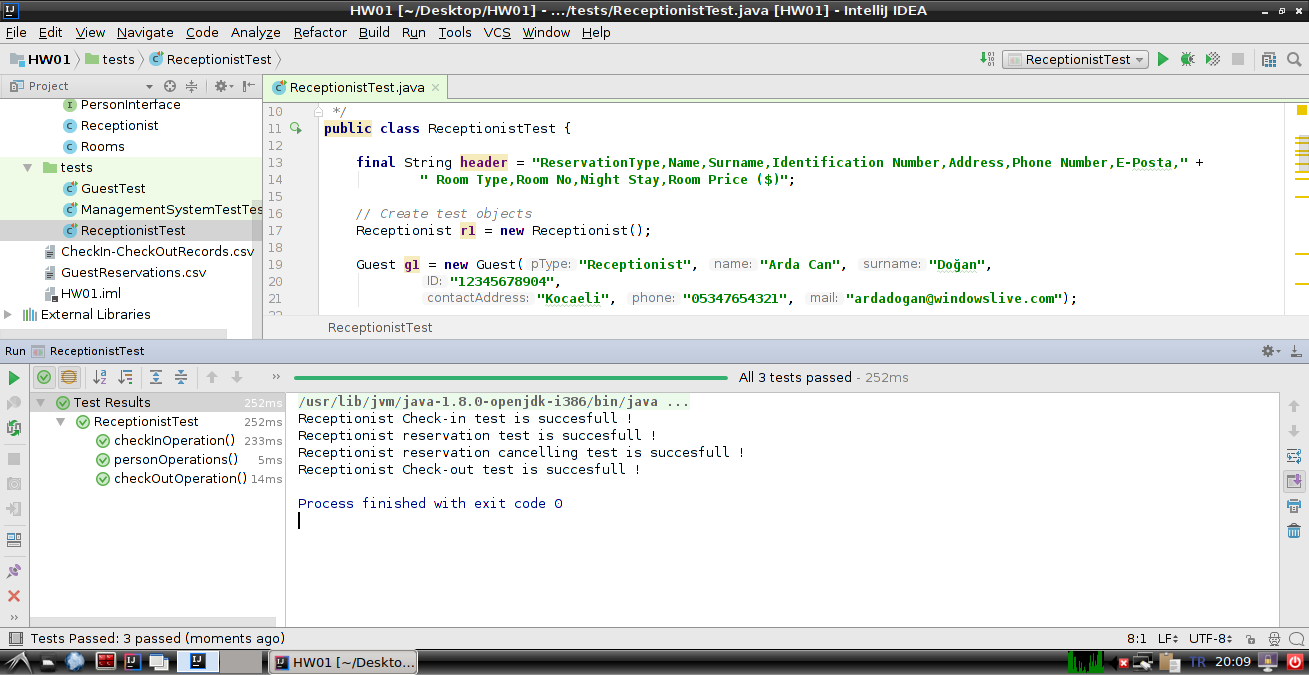 HW01 [~/Desktop/HW01] - .../tests/ReceptionistTest.java [HW01] - IntelliJ IDEA
File Edit View Navigate Code Analyze Refactor Build Run Tools VCS Window Help
HW01 tests ReceptionistTest ReceptionistTest
Project
PersonInterface
Receptionist
Rooms
tests
GuestTest
ManagementSystemTestTes
ReceptionistTest
CheckIn-CheckOutRecords.csv
GuestReservations.csv
HW01.iml
External Libraries
ReceptionistTest.java
10 */
11 public class ReceptionistTest {
12
13 final String header = "ReservationType,Name,Surname,Identification Number,Address,Phone Number,E-Posta," +
14 " Room Type,Room No,Night Stay,Room Price ($)";
15
16 // Create test objects
17 Receptionist r1 = new Receptionist();
18
19 Guest g1 = new Guest( pType: "Receptionist", name: "Arda Can", surname: "Doğan",
20 ID: "12345678904",
21 contactAddress: "Kocaeli", phone: "05347654321", mail: "ardadogan@windowslive.com");
22
ReceptionistTest
Run ReceptionistTest
All 3 tests passed - 252ms
Test Results 252ms
ReceptionistTest 252ms
checkInOperation() 233ms
personOperations() 5ms
checkOutOperation() 14ms
/usr/lib/jvm/java-1.8.0-openjdk-i386/bin/java ...
Receptionist Check-in test is succesfull !
Receptionist reservation test is succesfull !
Receptionist reservation cancelling test is succesfull !
Receptionist Check-out test is succesfull !
Process finished with exit code 0
Tests Passed: 3 passed (moments ago) 8:1 LF UTF-8
HW01 [~/Deskto... TR 20:09